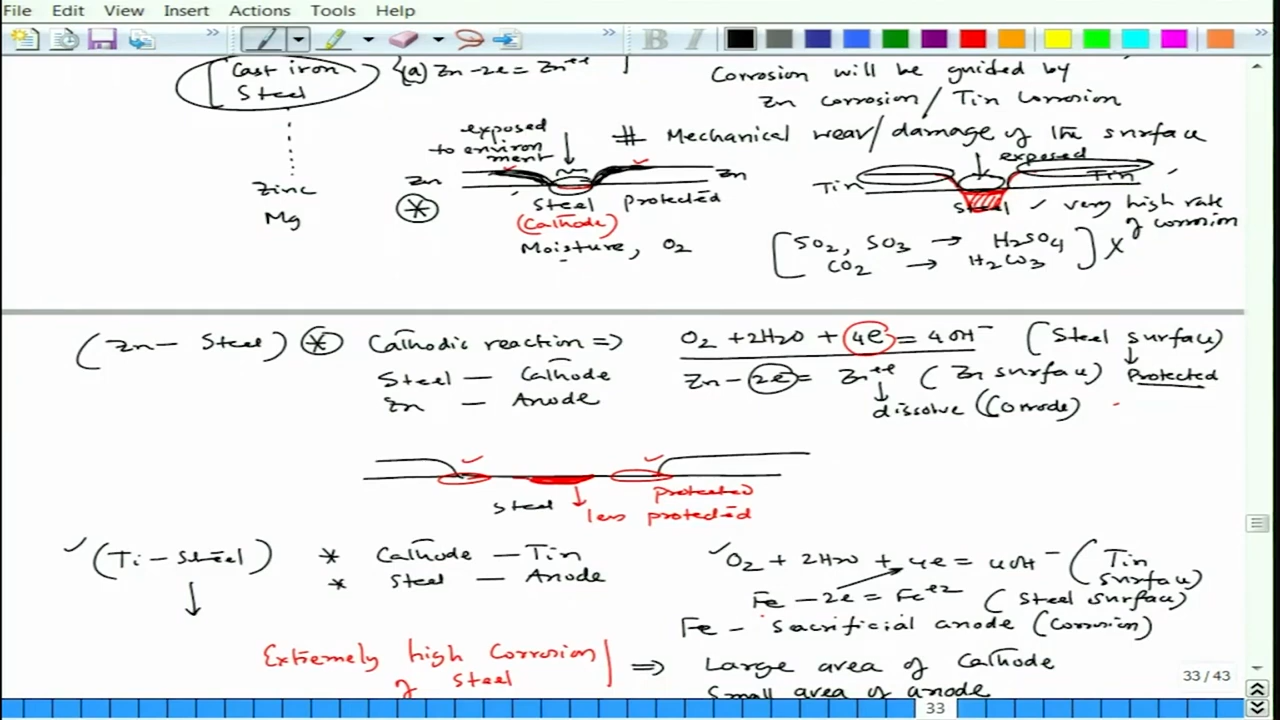 File Edit View Insert Actions Tools Help
Cast iron
Steel
(a) Zn - 2e = Zn++
Zinc
Mg
Corrosion will be guided by
Zn corrosion / Tin Corrosion
# Mechanical wear/damage of the surface
exposed
to environ
ment
Zn
Zn
Steel protected
(Cathode)
Moisture, O2
exposed
Tin
Tin
Steel very high rate
of corrosion
[SO2, SO3 → H2SO4
CO2 → H2CO3] X
(Zn - Steel) * Cathodic reaction => O2 + 2H2O + 4e = 4OH- (Steel surface)
Steel - Cathode Zn - 2e = Zn++ (Zn surface) Protected
Zn - Anode dissolve (Corrode)
Steel
protected
less protected
✓ (Ti - Steel) * Cathode - Tin
* Steel - Anode
✓ O2 + 2H2O + 4e = 4OH- (Tin
surface)
Fe - 2e = Fe+2 (Steel surface)
Fe - Sacrificial anode (Corrosion)
Extremely high Corrosion
of Steel
=> Large area of Cathode
Small area of anode
33 / 43
33